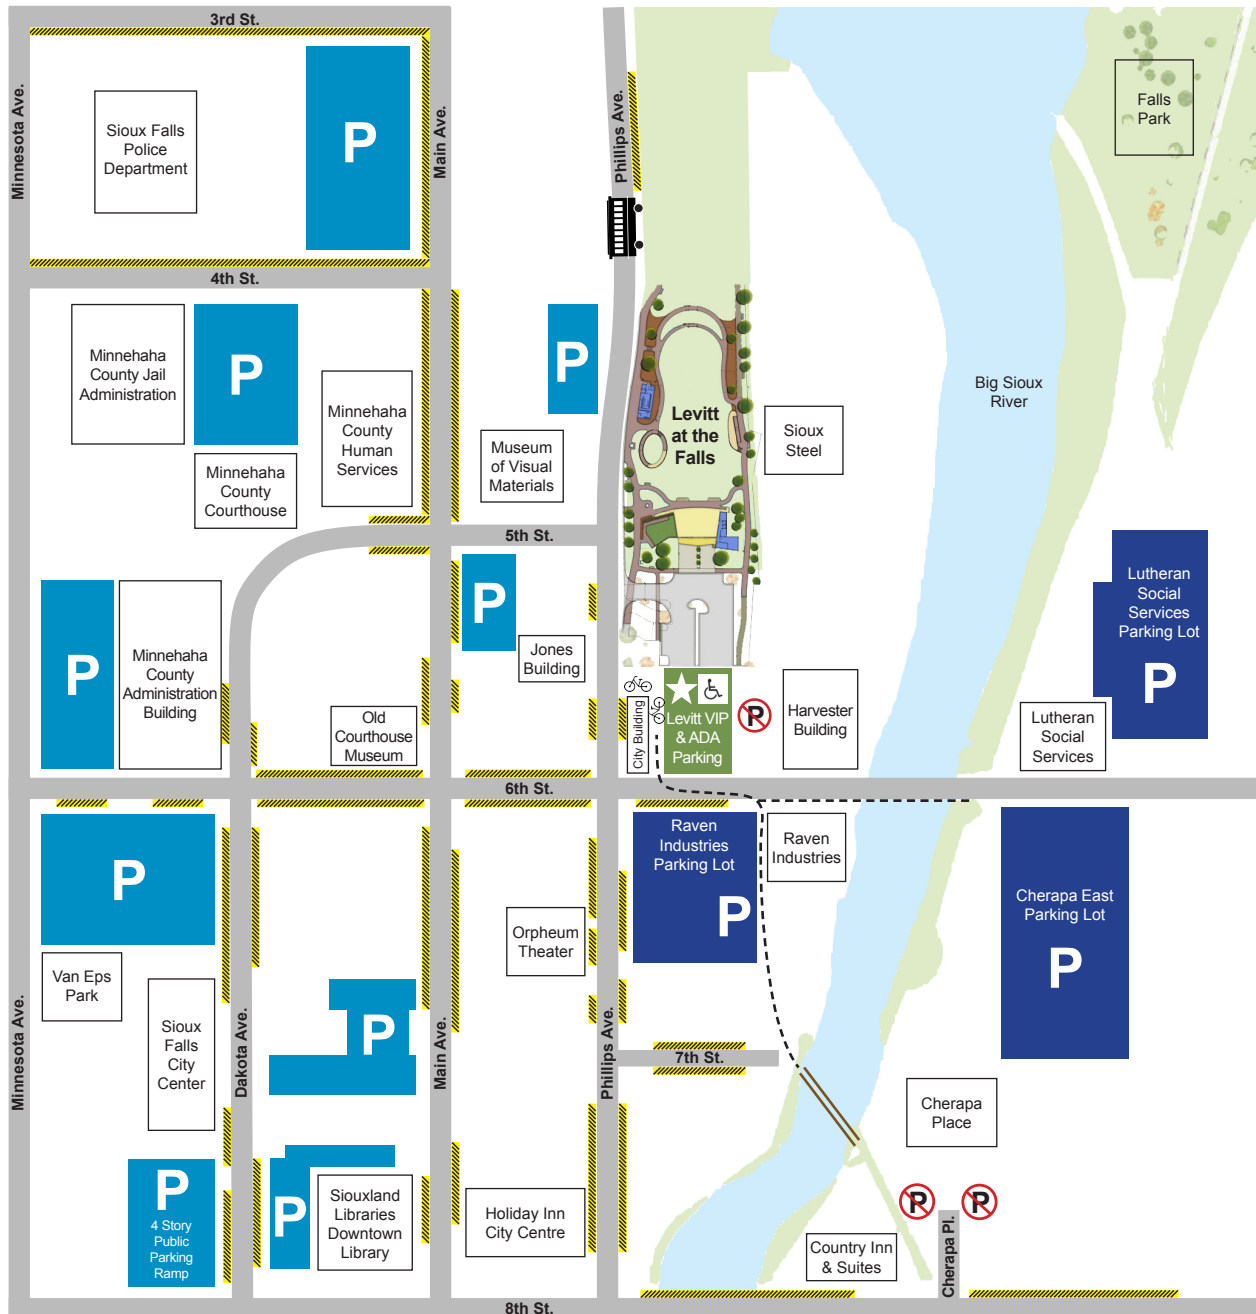 3rd St.
Minnesota Ave.
Main Ave.
Phillips Ave.
Sioux Falls
Police
Department
P
Falls
Park
4th St.
Minnehaha
County Jail
Administration
P
Minnehaha
County
Human
Services
P
Levitt
at the
Falls
Sioux
Steel
Big Sioux
River
Minnehaha
County
Courthouse
Museum
of Visual
Materials
5th St.
P
Minnehaha
County
Administration
Building
P
Jones
Building
Old
Courthouse
Museum
City Building
Levitt VIP
& ADA
Parking
P
Harvester
Building
Lutheran
Social
Services
Parking Lot
P
Lutheran
Social
Services
6th St.
P
Van Eps
Park
Sioux
Falls
City
Center
Minnesota Ave.
Dakota Ave.
P
Main Ave.
Orpheum
Theater
Phillips Ave.
Raven
Industries
Parking Lot
P
Raven
Industries
Cherapa East
Parking Lot
P
7th St.
Cherapa
Place
P
4 Story
Public
Parking
Ramp
P
Siouxland
Libraries
Downtown
Library
Holiday Inn
City Centre
Country Inn
& Suites
P
P
Cherapa Pl.
8th St.